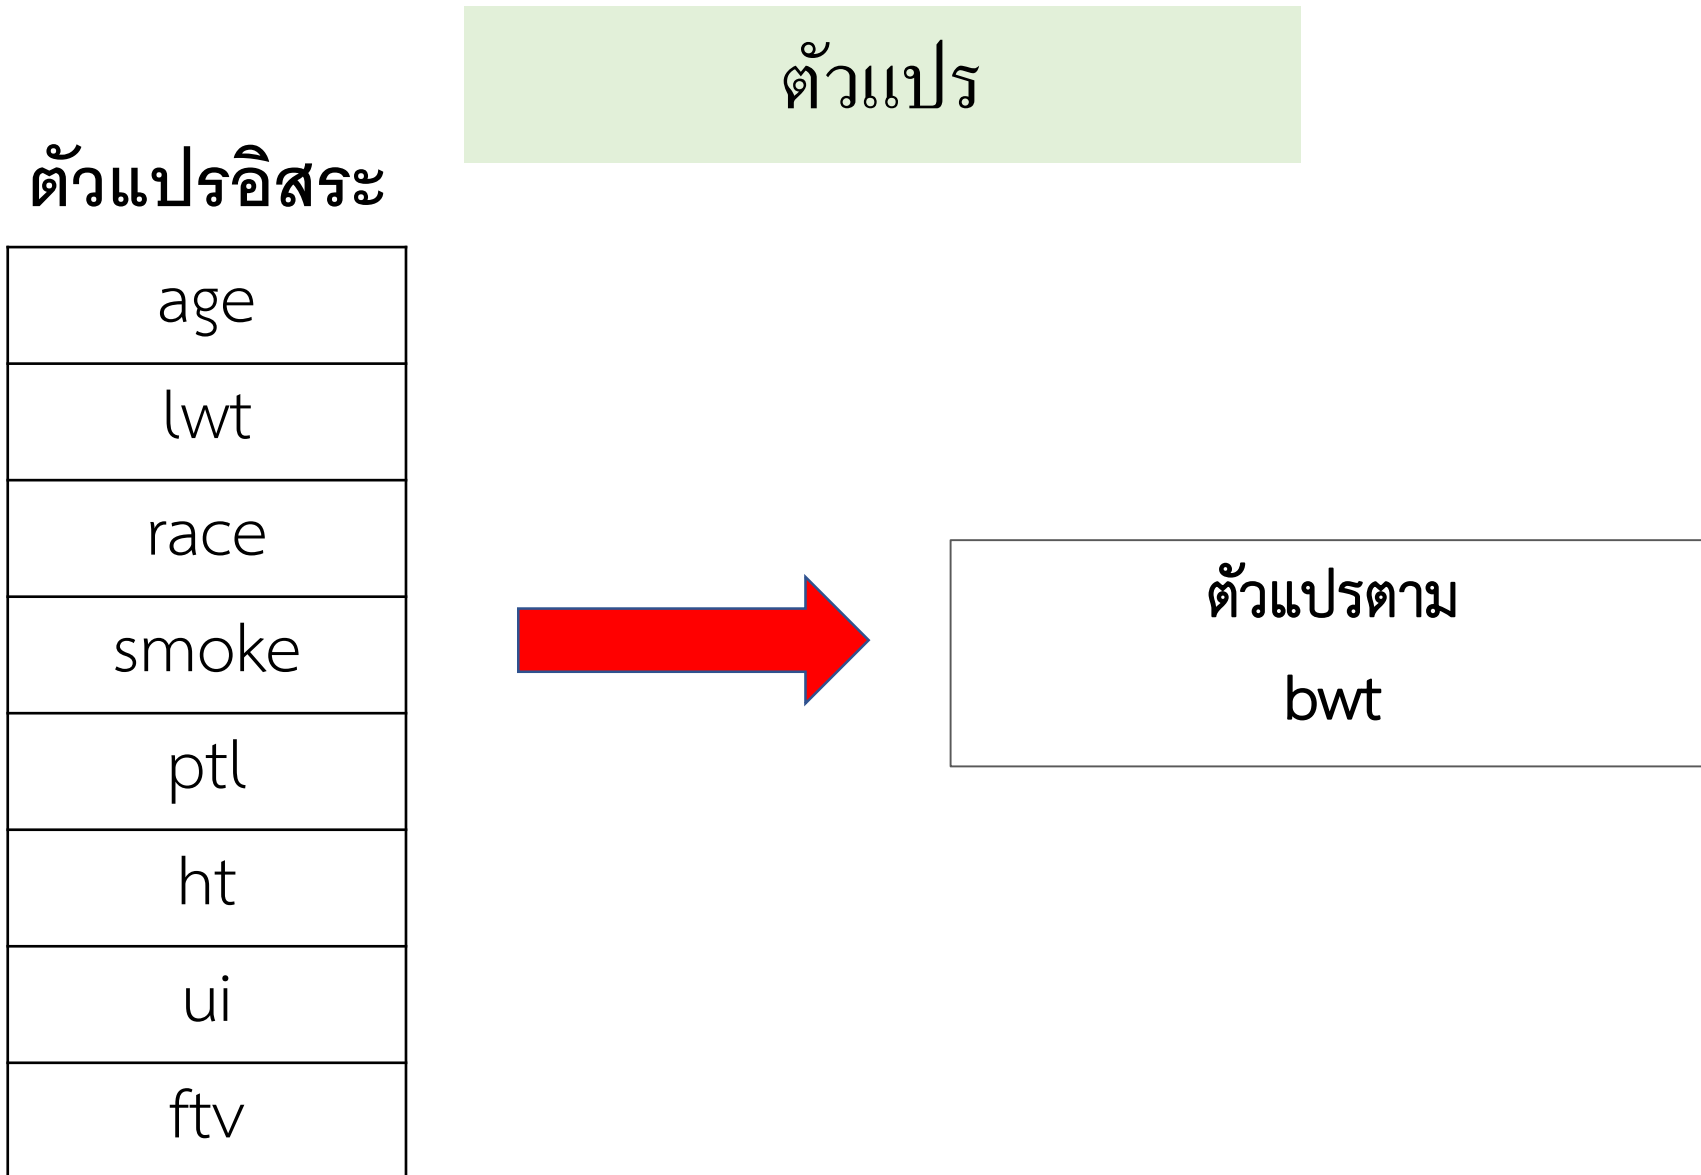 ตัวแปร
ตัวแปรอิสระ
age
lwt
race
smoke
ptl
ht
ui
ftv
ตัวแปรตาม
bwt